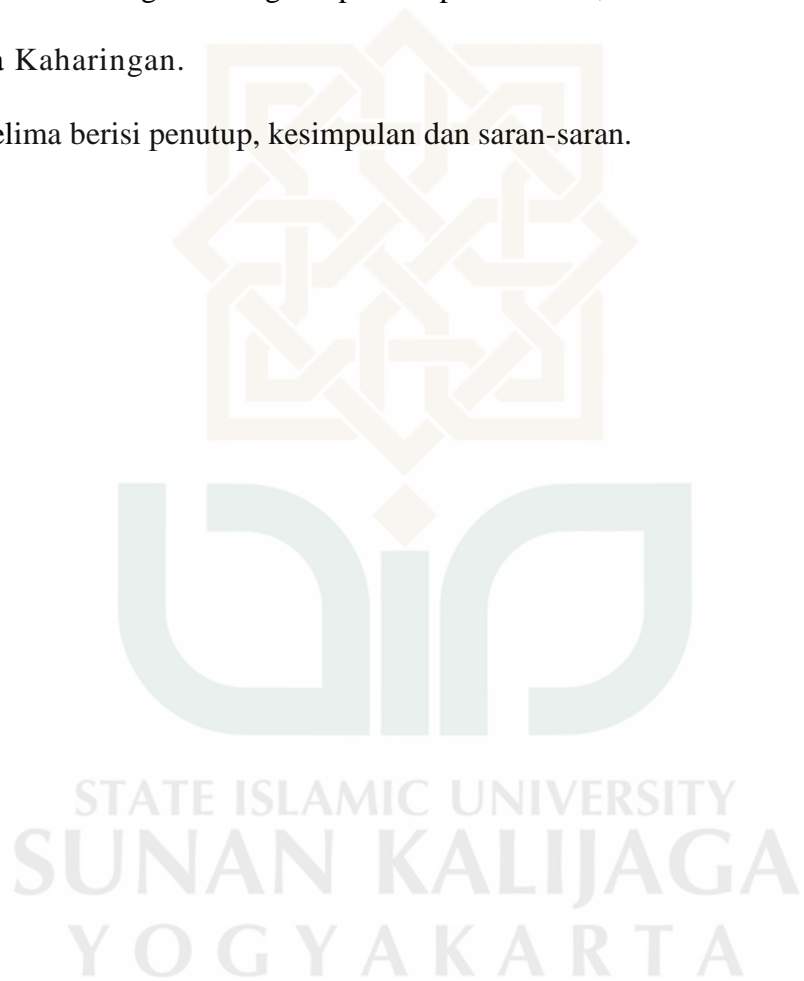 a Kaharingan.
elima berisi penutup, kesimpulan dan saran-saran.
STATE ISLAMIC UNIVERSITY
SUNAN KALIJAGA
YOGYAKARTA